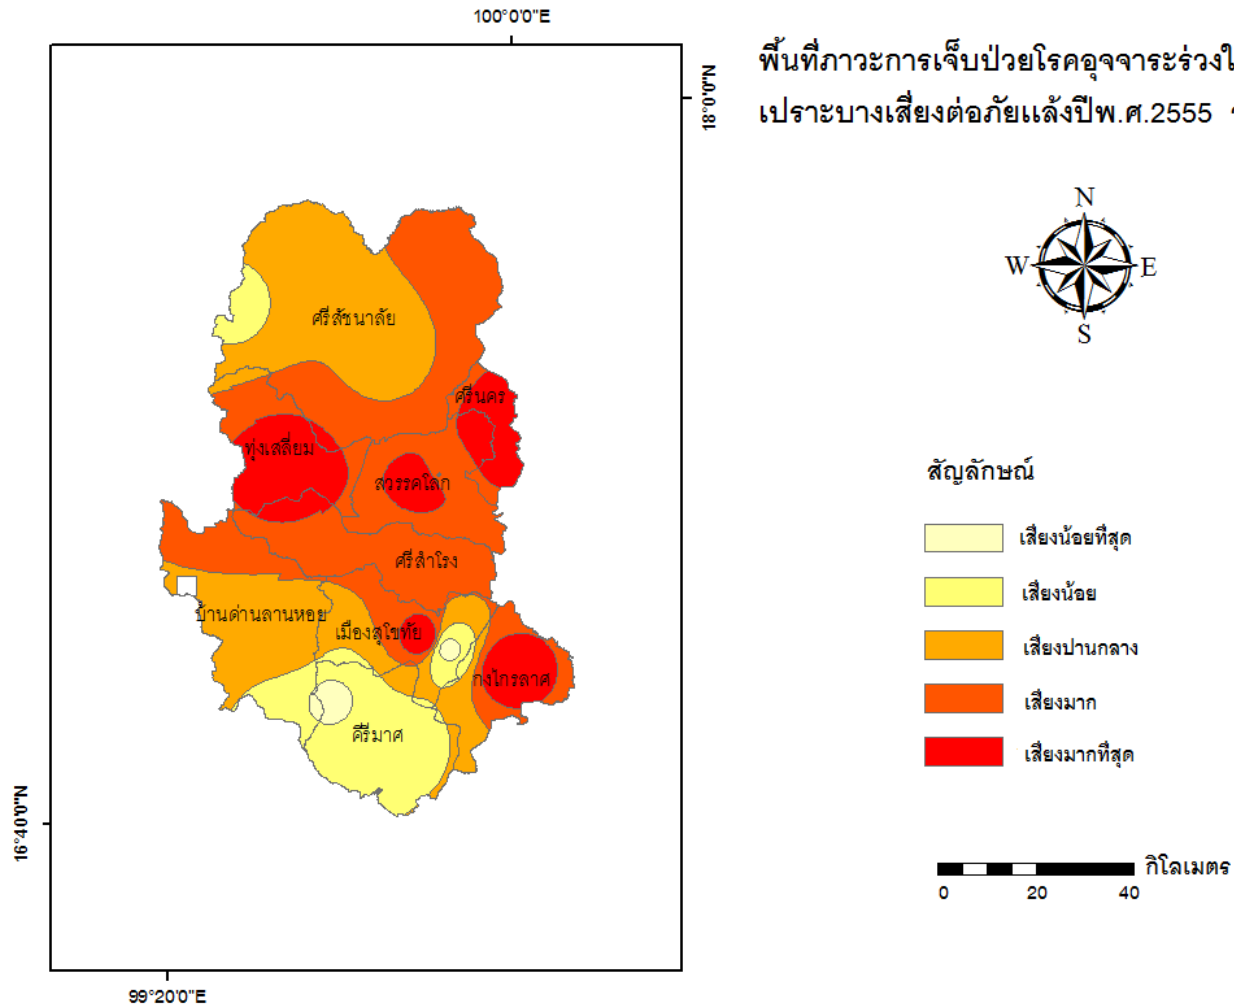 100°0'0"E
พื้นที่ภาวะการเจ็บป่วยโรคอุจจาระร่วงใ
18°0'0"N
เปราะบางเสี่ยงต่อภัยแล้งปีพ.ศ.2555
N
W E
S
ศรีสัชนาลัย
ศรีนคร
ทุ่งเสลี่ยม
สวรรคโลก
ศรีสำโรง
บ้านด่านลานหอย
เมืองสุโขทัย
กงไกรลาศ
คีรีมาศ
สัญลักษณ์
เสี่ยงน้อยที่สุด
เสี่ยงน้อย
เสี่ยงปานกลาง
เสี่ยงมาก
เสี่ยงมากที่สุด
16°40'0"N
กิโลเมตร
0 20 40
99°20'0"E